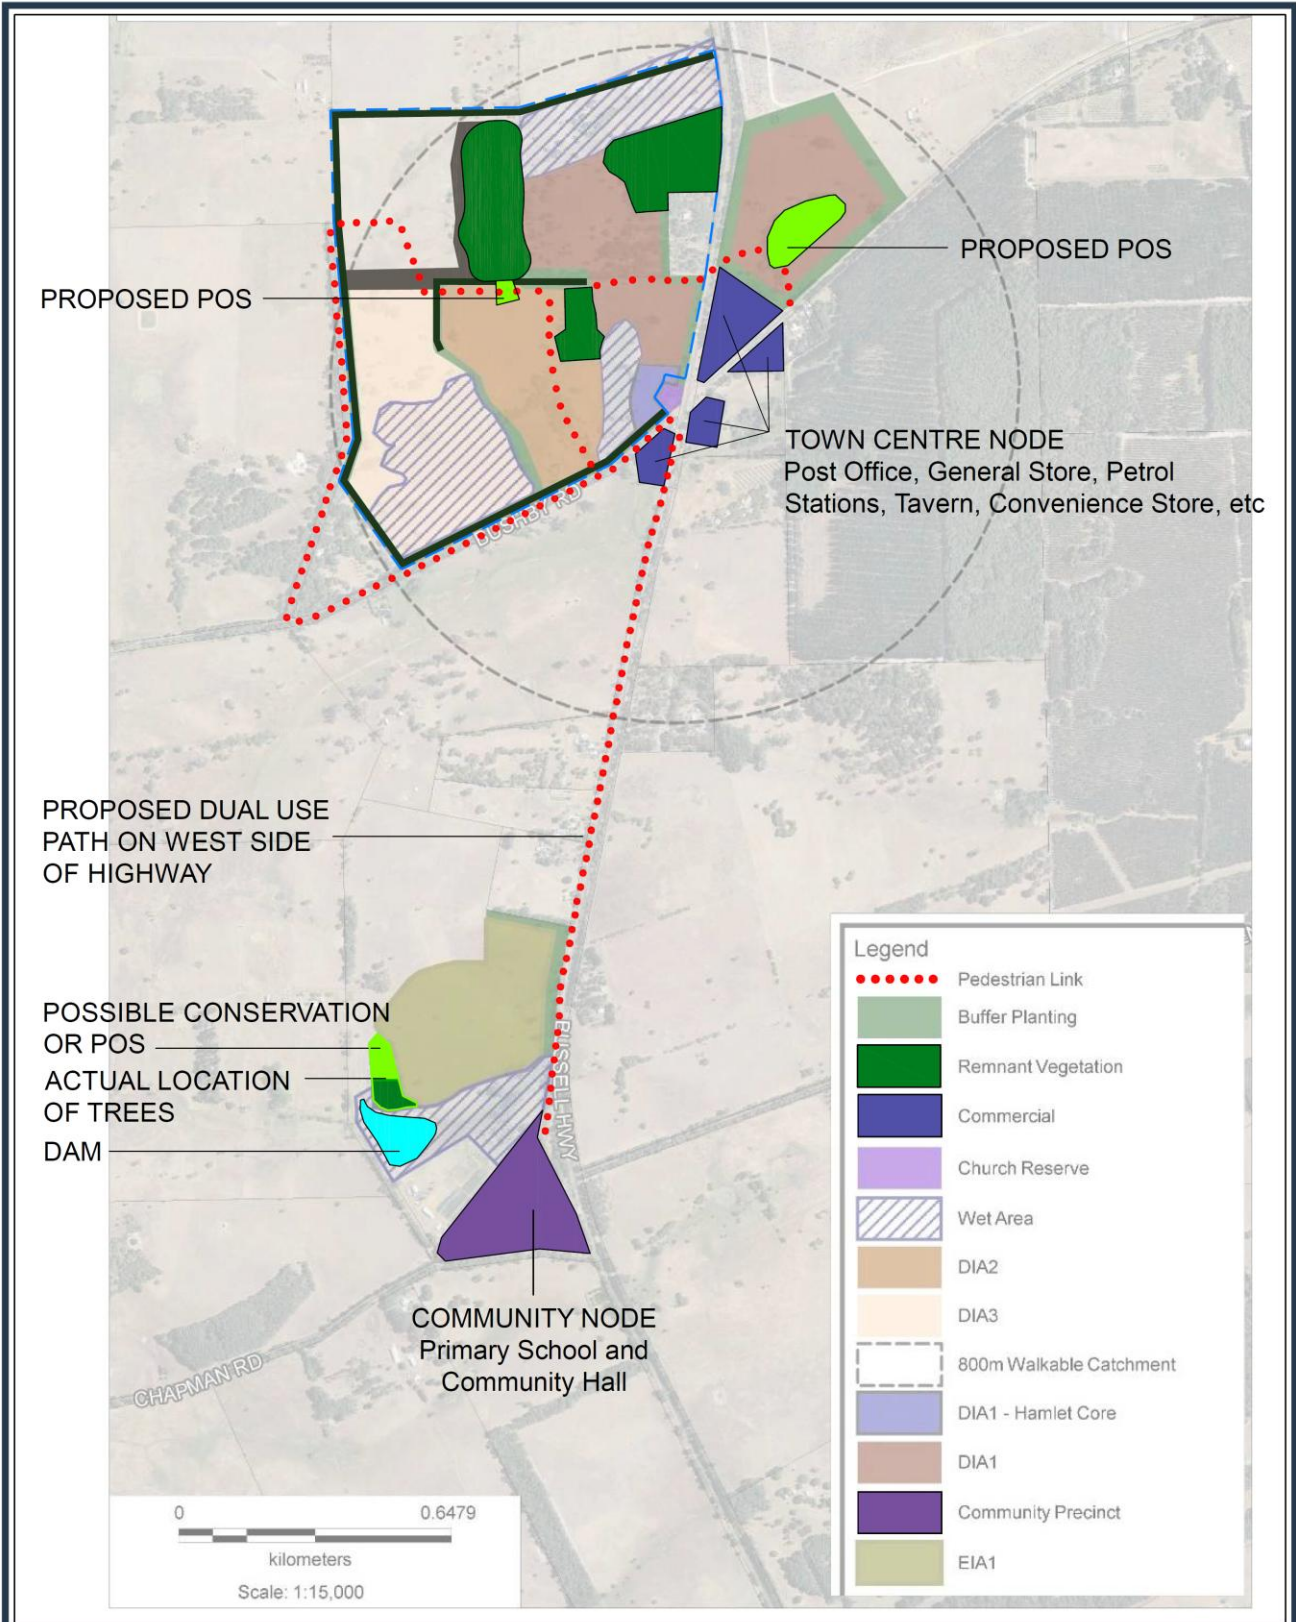 PROPOSED POS
PROPOSED POS
TOWN CENTRE NODE
Post Office, General Store, Petrol
Stations, Tavern, Convenience Store, etc
BUSHBY RD
PROPOSED DUAL USE
PATH ON WEST SIDE
OF HIGHWAY
POSSIBLE CONSERVATION
OR POS
ACTUAL LOCATION
OF TREES
DAM
BUSSELL HWY
COMMUNITY NODE
Primary School and
Community Hall
CHAPMAN RD
0 0.6479
kilometers
Scale: 1:15,000
Legend
Pedestrian Link
Buffer Planting
Remnant Vegetation
Commercial
Church Reserve
Wet Area
DIA2
DIA3
800m Walkable Catchment
DIA1 - Hamlet Core
DIA1
Community Precinct
EIA1